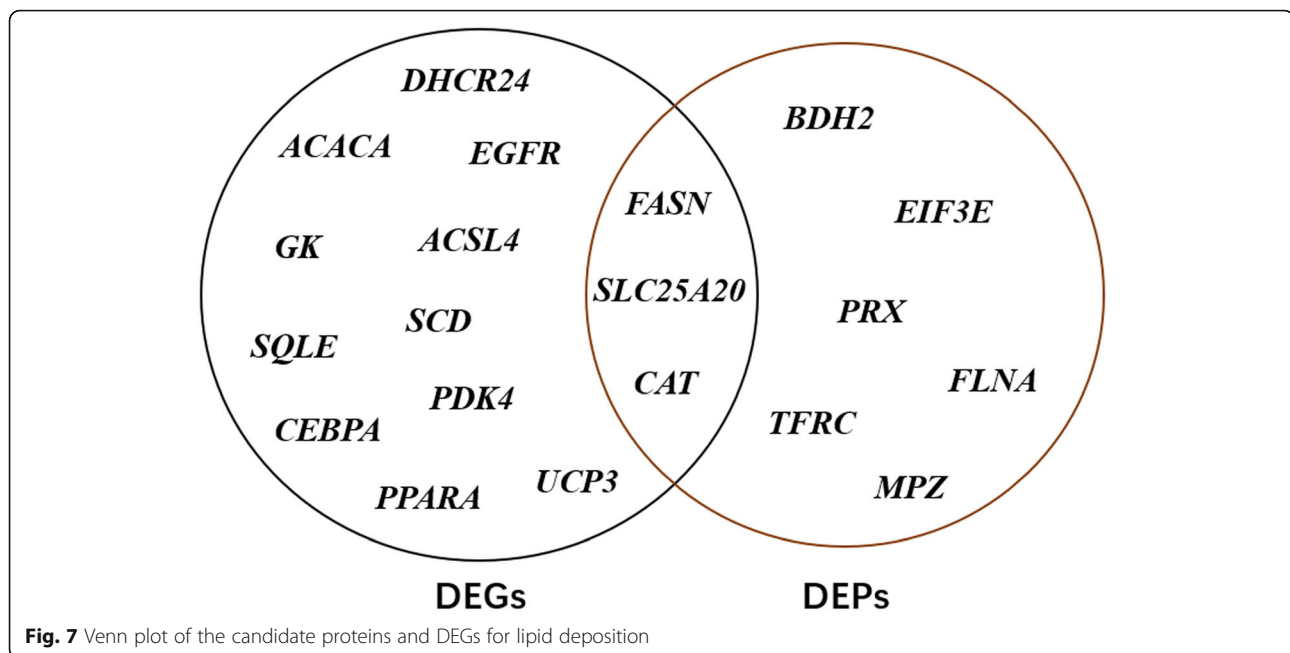 DHCR24
ACACA
EGFR
GK
ACSL4
SCD
SQLE
PDK4
CEBPA
PPARA
UCP3
FASN
SLC25A20
CAT
BDH2
EIF3E
PRX
FLNA
TFRC
MPZ
DEGs
DEPs
Fig. 7 Venn plot of the candidate proteins and DEGs for lipid deposition